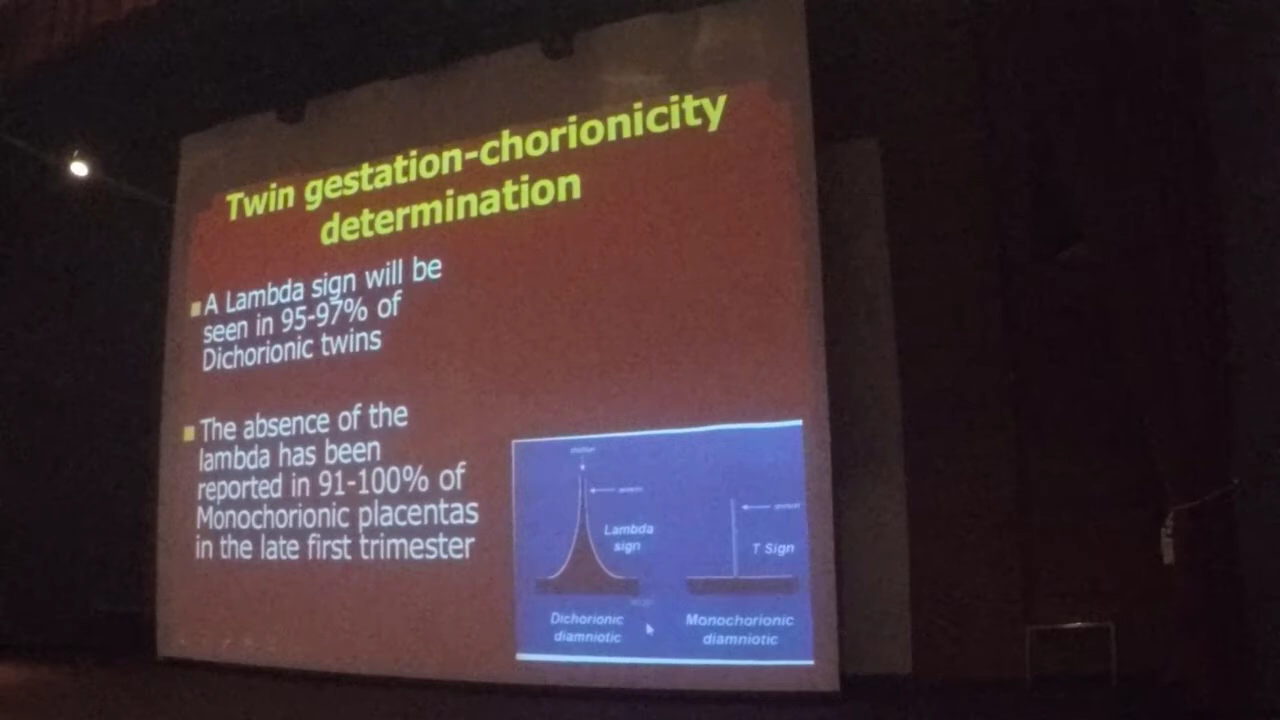 Twin gestation-chorionicity
determination
A Lambda sign will be
seen in 95-97% of
Dichorionic twins
The absence of the
lambda has been
reported in 91-100% of
Monochorionic placentas
in the late first trimester
Lambda
sign
T Sign
Dichorionic
diamniotic
Monochorionic
diamniotic